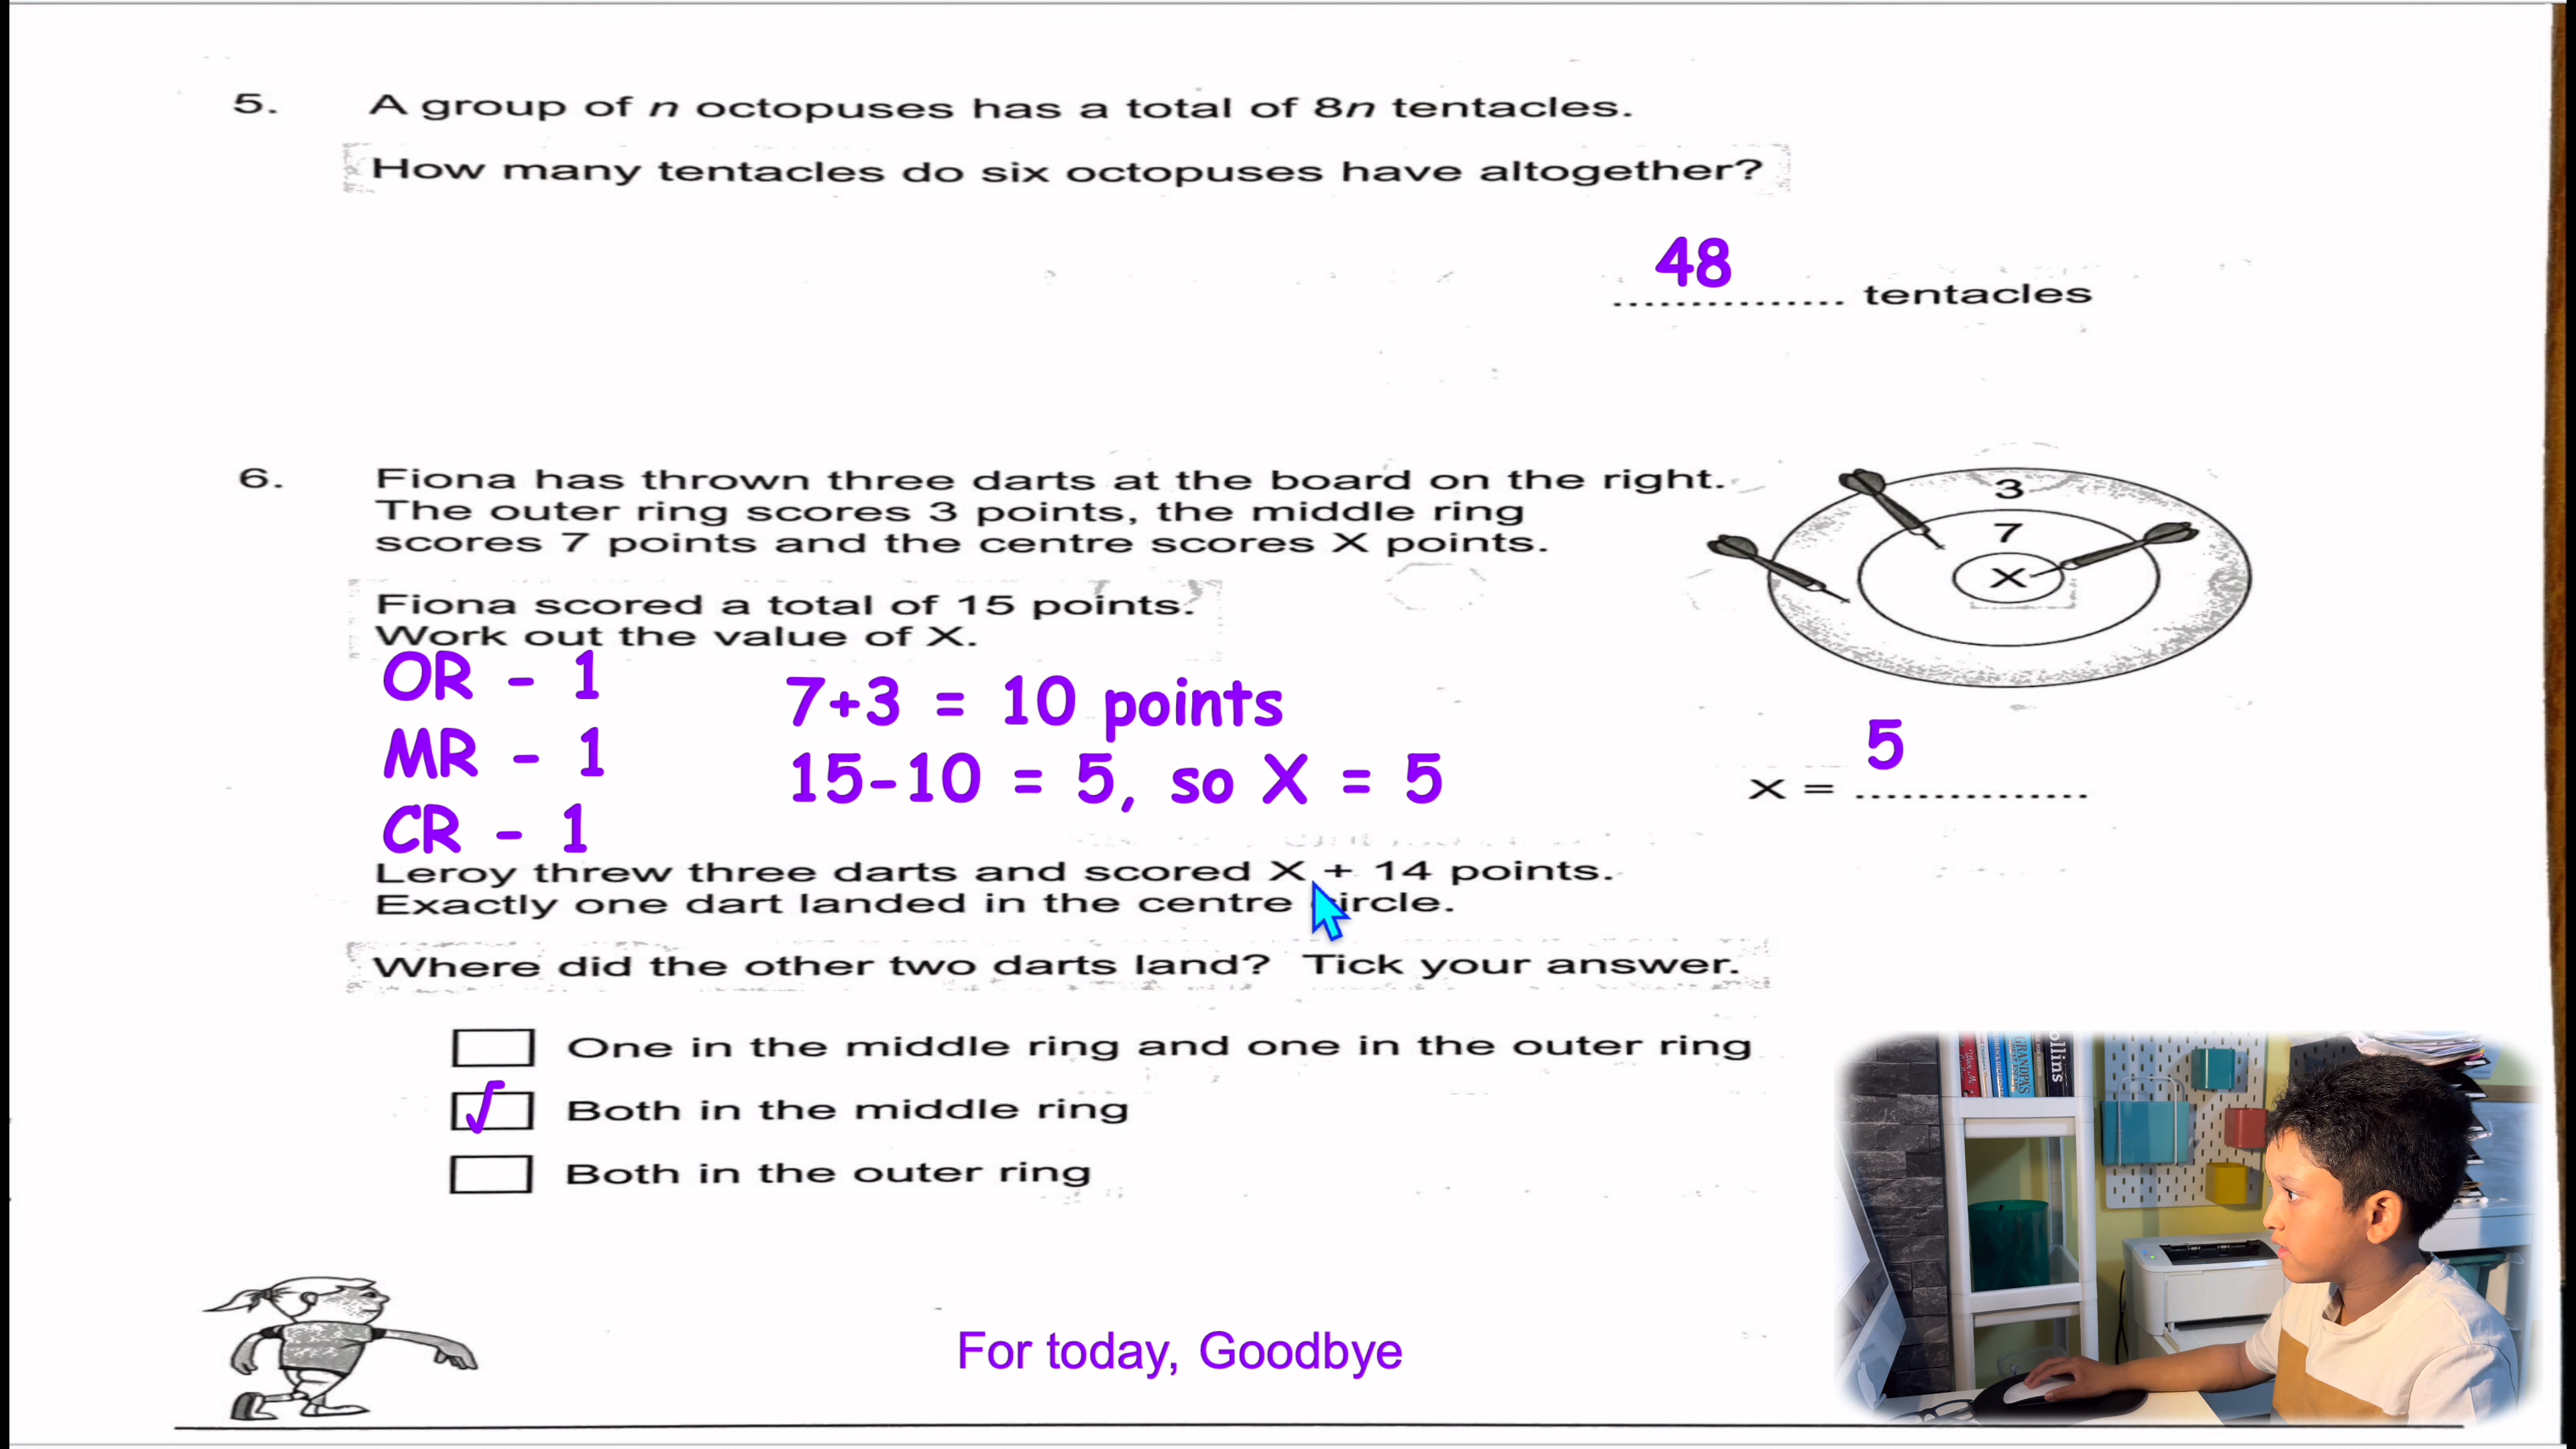 5. A group of n octopuses has a total of 8n tentacles.
How many tentacles do six octopuses have altogether?
48
............... tentacles
6. Fiona has thrown three darts at the board on the right.
The outer ring scores 3 points, the middle ring
scores 7 points and the centre scores X points.
3
7
X
Fiona scored a total of 15 points.
Work out the value of X.
OR - 1
MR - 1
CR - 1
7+3 = 10 points
15-10 = 5, so X = 5
5
X = ...............
Leroy threw three darts and scored X + 14 points.
Exactly one dart landed in the centre circle.
Where did the other two darts land? Tick your answer.
One in the middle ring and one in the outer ring
√ Both in the middle ring
Both in the outer ring
GRANDPA'S
ollins
For today, Goodbye